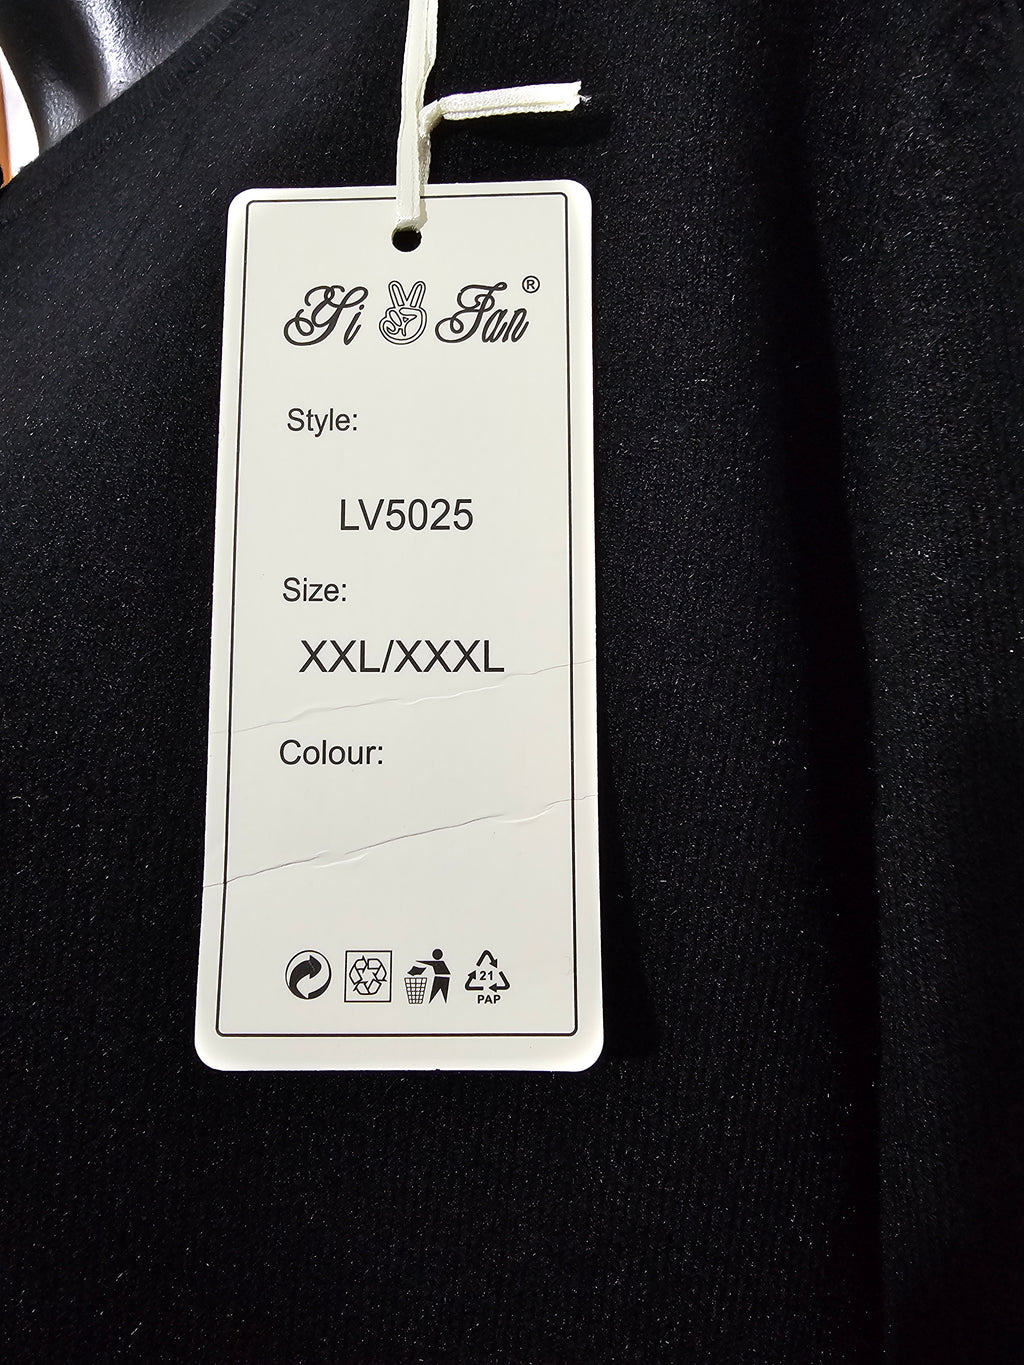 Yi Fan®
Style:
LV5025
Size:
XXL/XXXL
Colour:
21
PAP